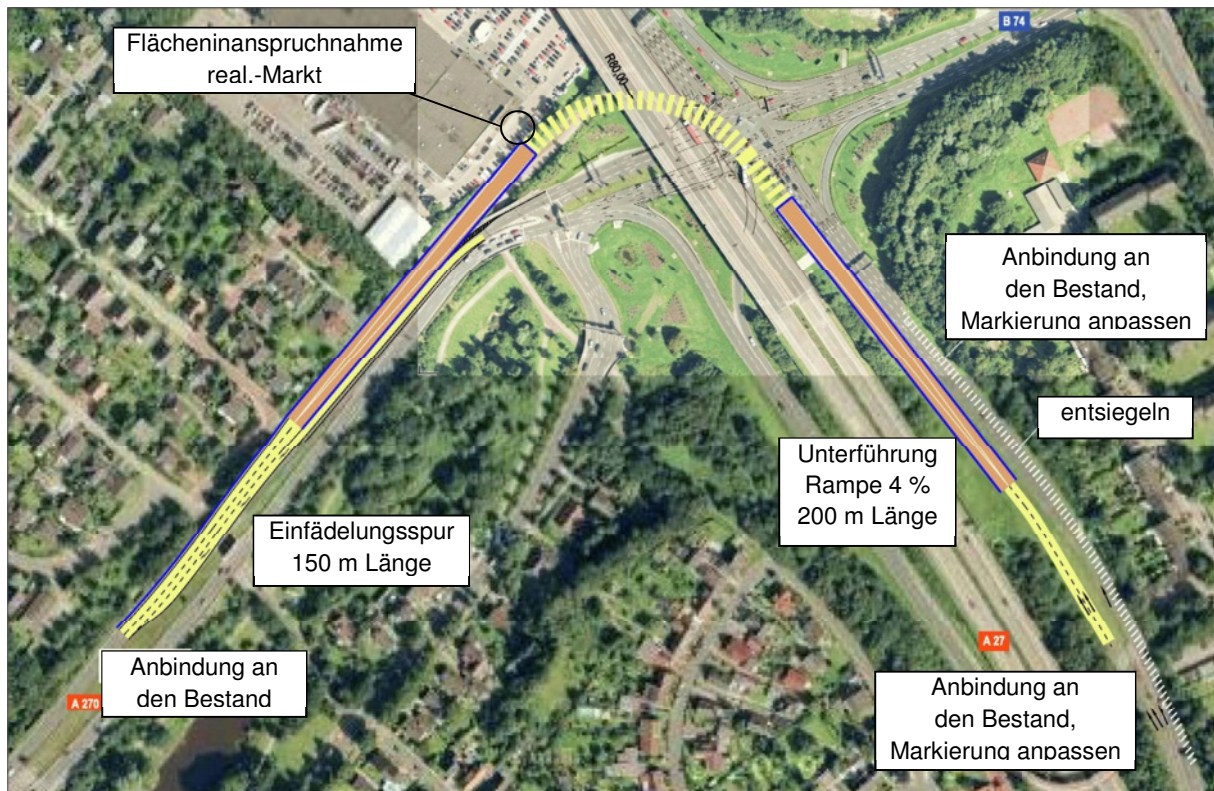 Flächeninanspruchnahme
real.-Markt
B 74
R80,00
Anbindung an
den Bestand,
Markierung anpassen
entsiegeln
Unterführung
Rampe 4 %
200 m Länge
Einfädelungsspur
150 m Länge
A 27
Anbindung an
den Bestand
A 270
Anbindung an
den Bestand,
Markierung anpassen